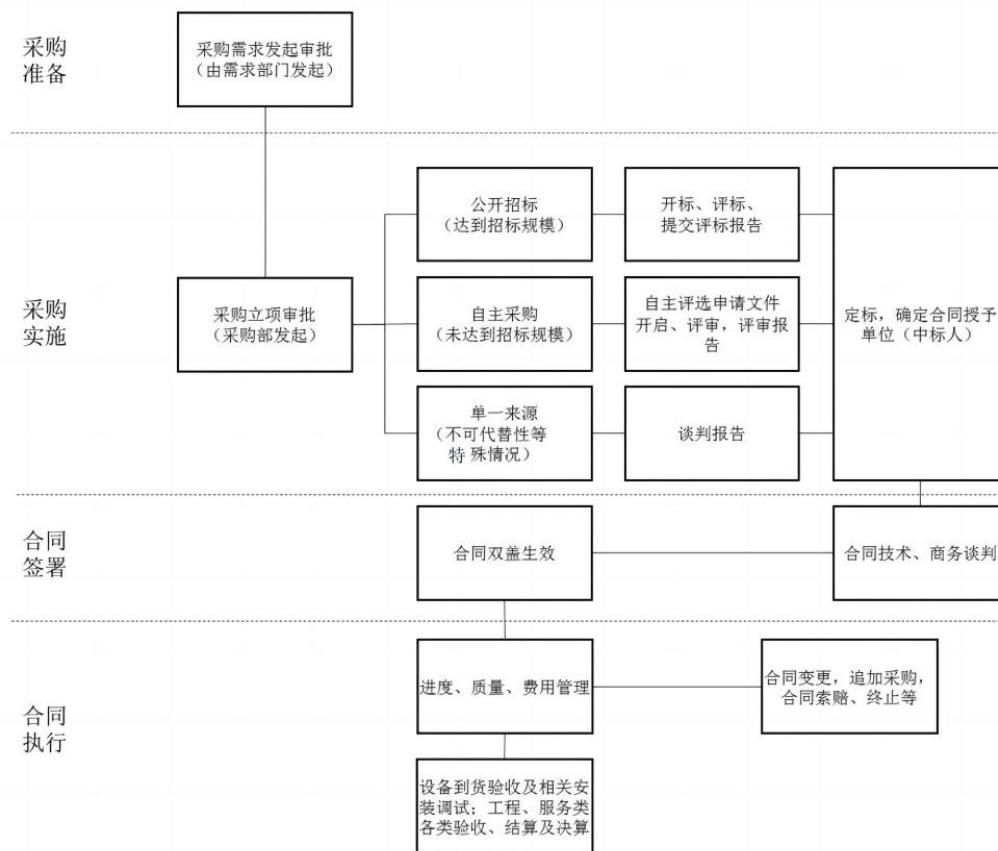 采购
准备
采购需求发起审批
（由需求部门发起）
采购
实施
采购立项审批
（采购部发起）
公开招标
（达到招标规模）
开标、评标、
提交评标报告
自主采购
（未达到招标规模）
自主评选申请文件
开启、评审，评审报
告
单一来源
（不可代替性等
特 殊情况）
谈判报告
定标，确定合同授予
单位（中标人）
合同
签署
合同双盖生效
合同技术、商务谈判
合同
执行
进度、质量、费用管理
合同变更，追加采购，
合同索赔、终止等
设备到货验收及相关安
装调试；工程、服务类
各类验收、结算及决算